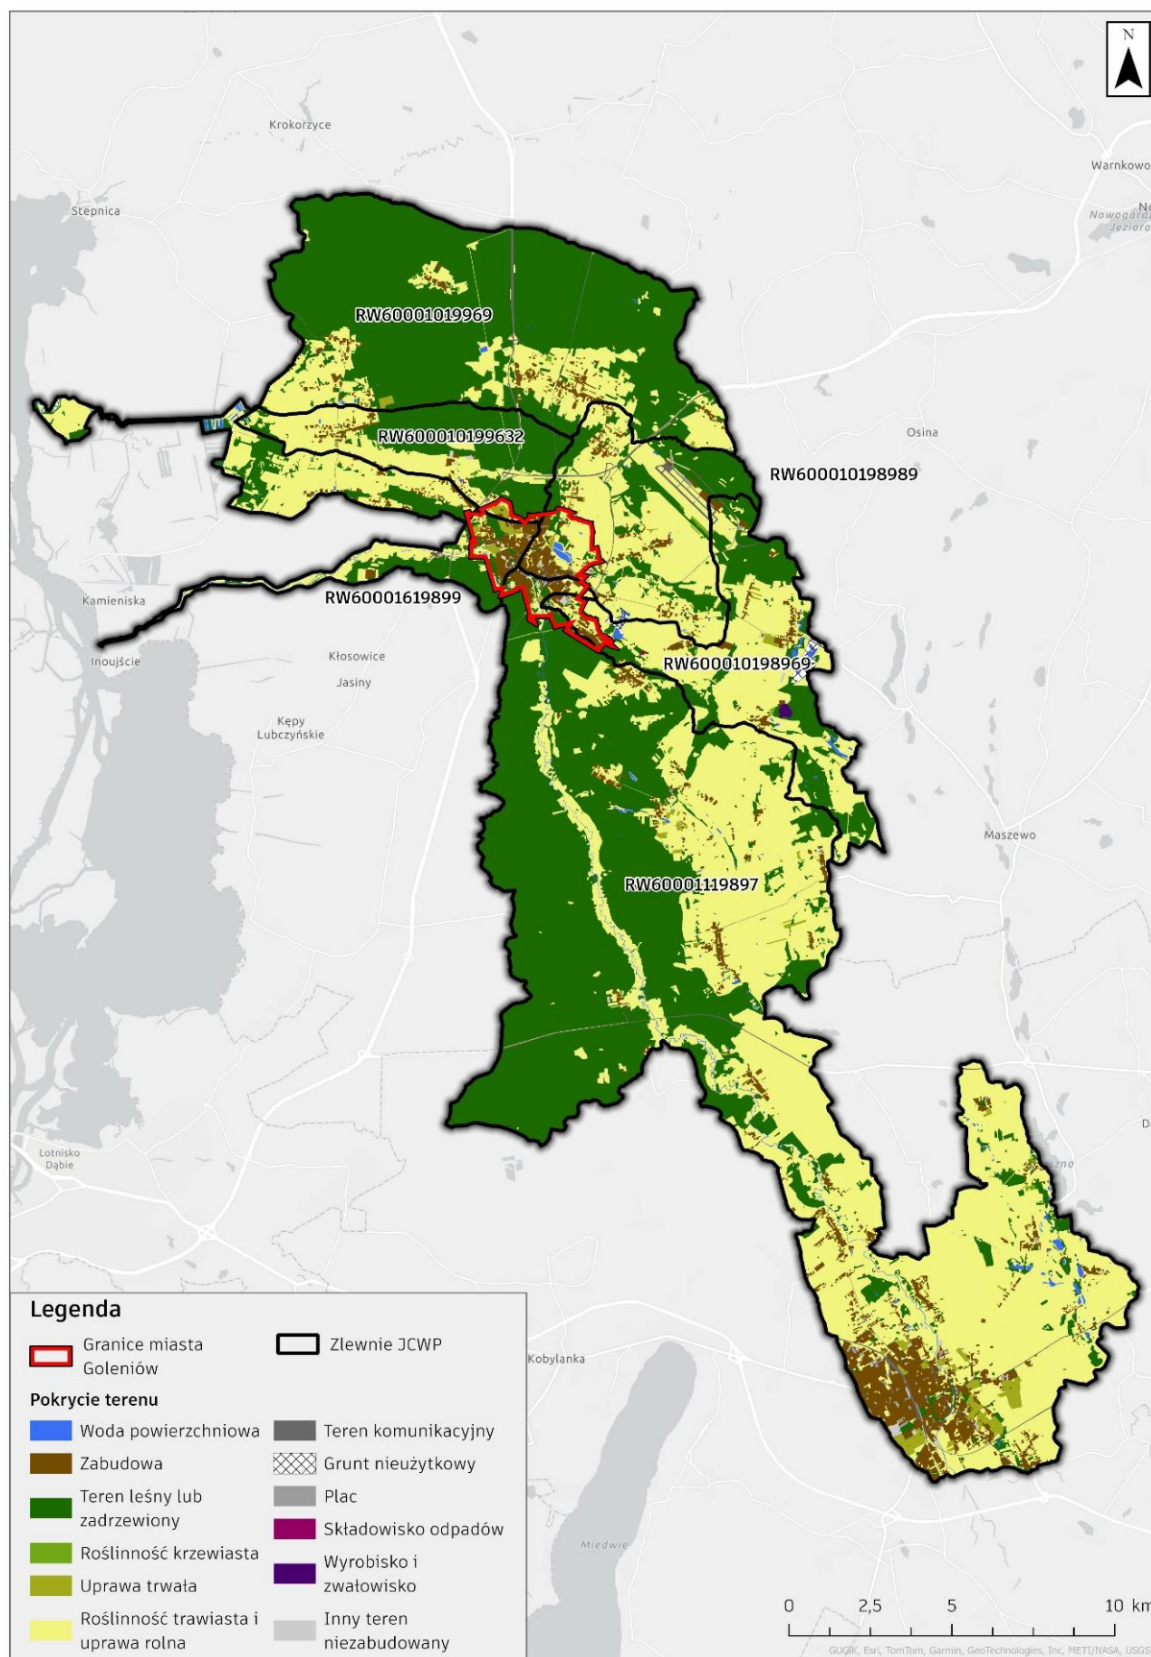 N
Krokorzyce
Warnkowo
Stepnica
No
Nowogardz
Jezioro
RW60001019969
Osina
RW600010199632
RW600010198989
Kamieniska
RW60001619899
Inoujście
Kłosowice
RW600010198969
Jasiny
Kępy
Lubczyńskie
Maszewo
RW60001119897
D
Lotnisko
Dąbie
Kobylanka
Miedwie
Legenda
Granice miasta
Goleniów
Zlewnie JCWP
Pokrycie terenu
Woda powierzchniowa
Zabudowa
Teren leśny lub
zadrzewiony
Roślinność krzewiasta
Uprawa trwała
Roślinność trawiasta i
uprawa rolna
Teren komunikacyjny
Grunt nieużytkowy
Plac
Składowisko odpadów
Wyrobisko i
zwałowisko
Inny teren
niezabudowany
0 2,5 5 10 km
GUGIK, Esri, TomTom, Garmin, GeoTechnologies, Inc, METI/NASA, USGS